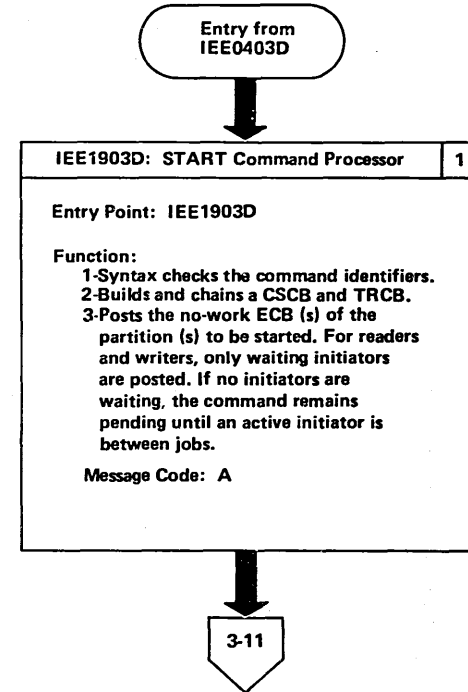 Entry from
IEE0403D
IEE1903D: START Command Processor 1
Entry Point: IEE1903D
Function:
1-Syntax checks the command identifiers.
2-Builds and chains a CSCB and TRCB.
3-Posts the no-work ECB (s) of the
partition (s) to be started. For readers
and writers, only waiting initiators
are posted. If no initiators are
waiting, the command remains
pending until an active initiator is
between jobs.
Message Code: A
3-11